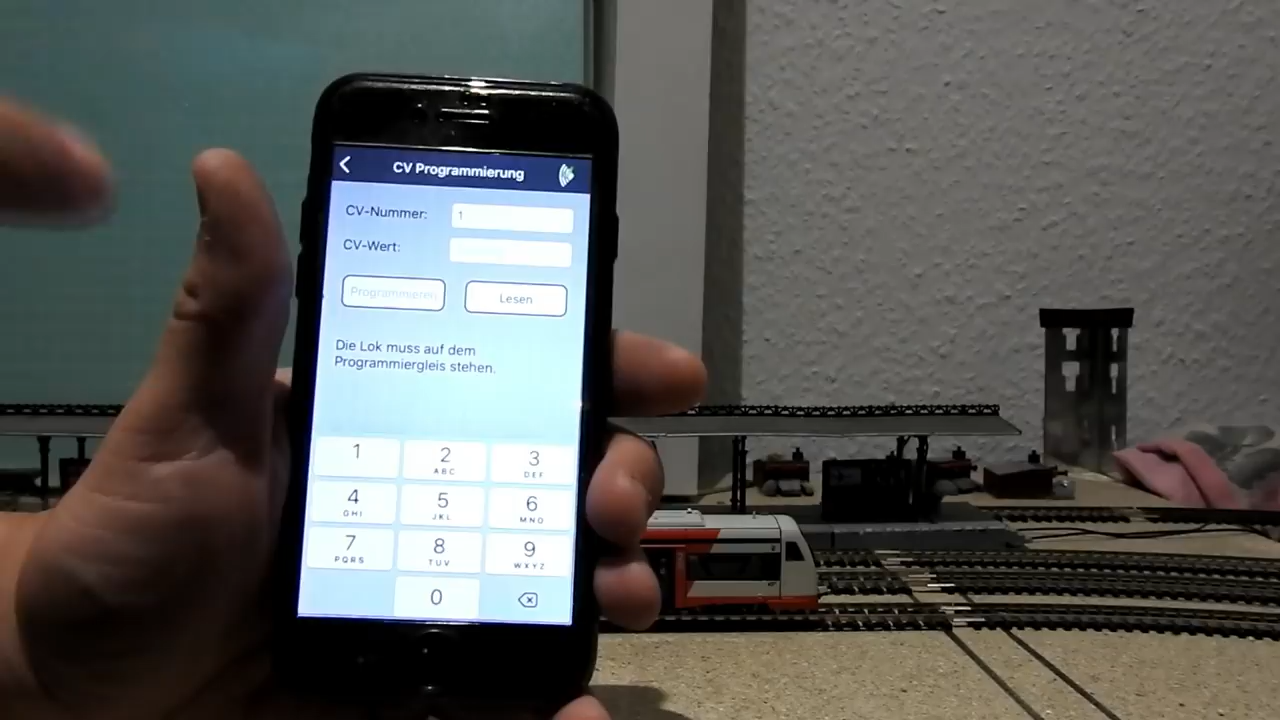 CV Programmierung
CV-Nummer: 1
CV-Wert:
Programmieren Lesen
Die Lok muss auf dem
Programmiergleis stehen.
1 2 3
ABC DEF
4 5 6
GHI JKL MNO
7 8 9
PQRS TUV WXYZ
0